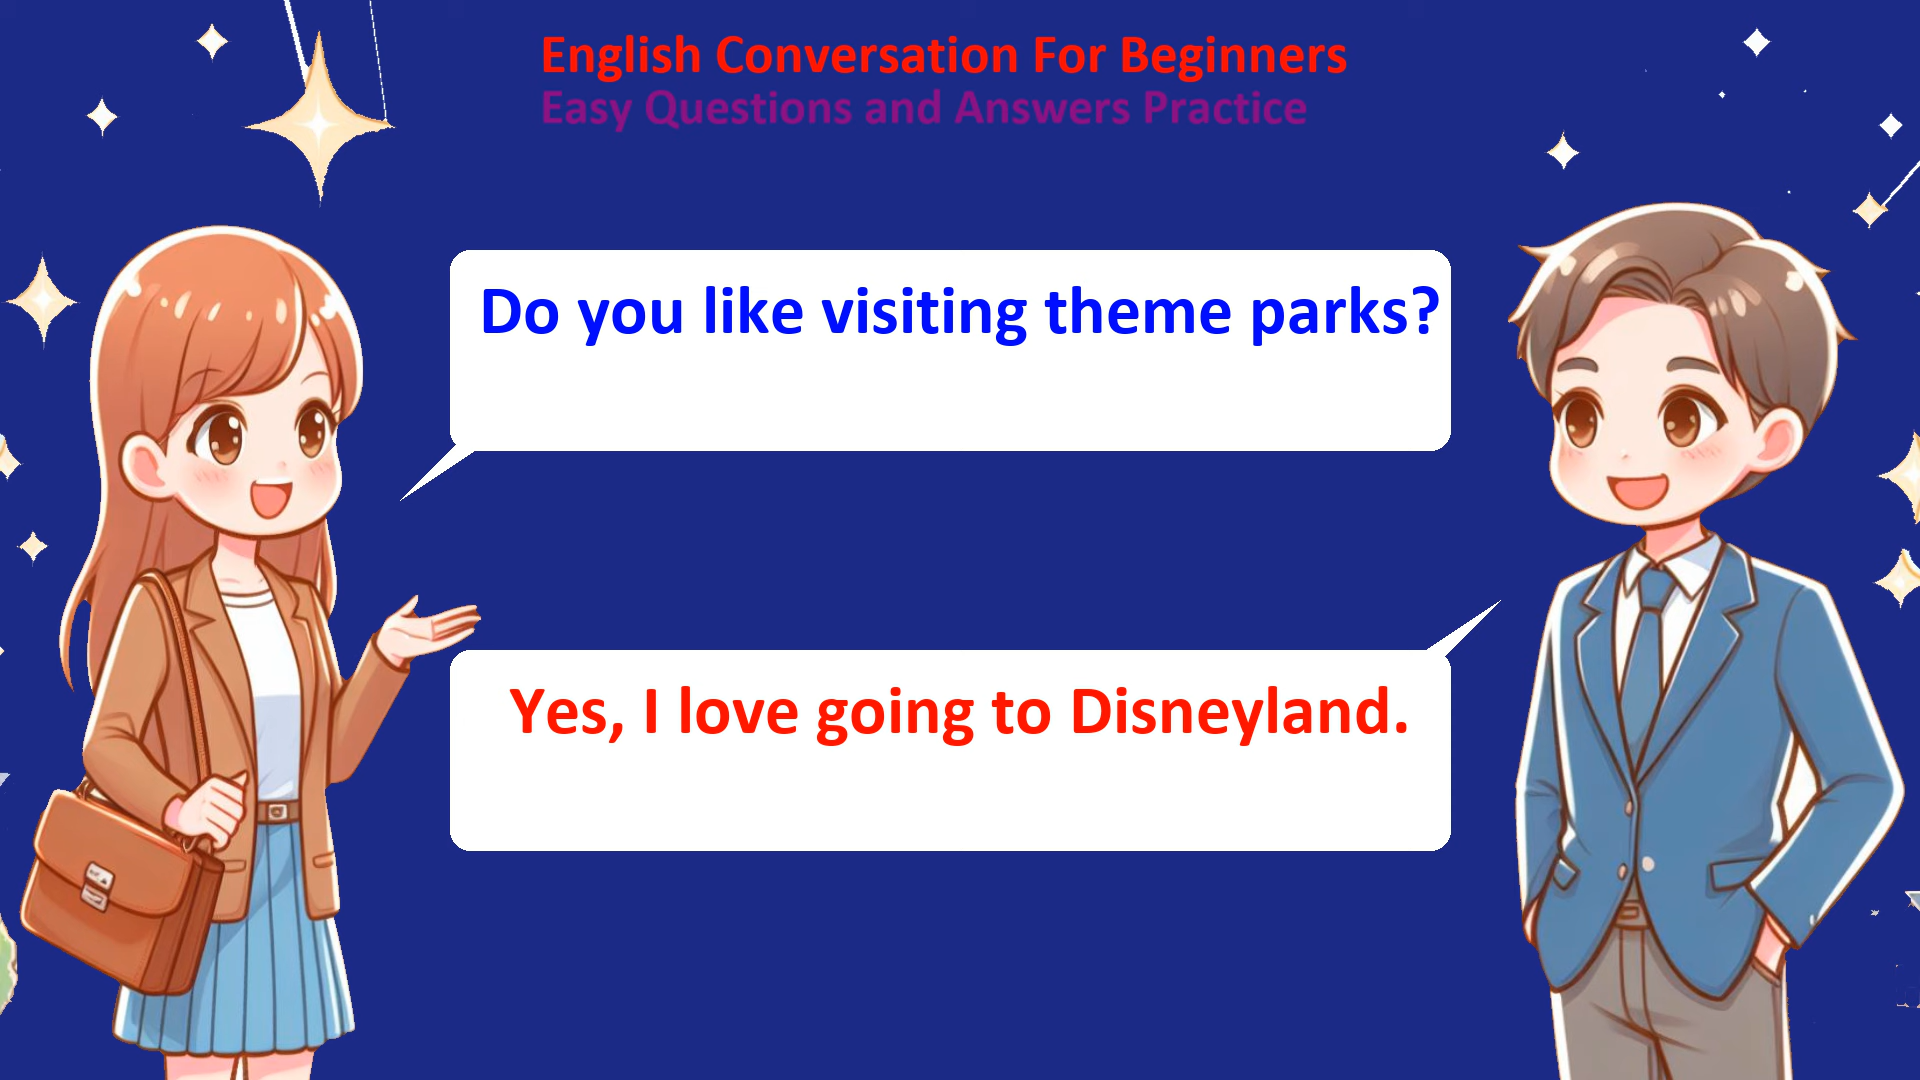 English Conversation For Beginners
Easy Questions and Answers Practice
Do you like visiting theme parks?
Yes, I love going to Disneyland.